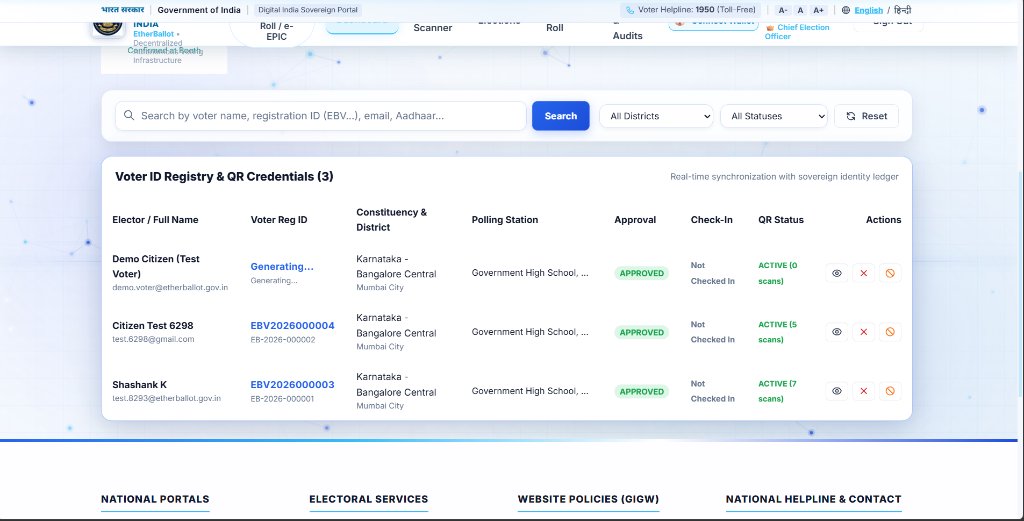 भारत सरकार | Government of India | Digital India Sovereign Portal
Voter Helpline: 1950 (Toll-Free) | A- A A+ | English / हिन्दी
INDIA
EtherBallot •
Decentralized
Infrastructure
Confirmed at Booth
Roll / e-
EPIC
Scanner
Elections
Roll
&
Audits
Connect Wallet
Chief Election
Officer
Sign Out
Search by voter name, registration ID (EBV...), email, Aadhaar...
Search
All Districts
All Statuses
Reset
Voter ID Registry & QR Credentials (3)
Real-time synchronization with sovereign identity ledger
Elector / Full Name
Voter Reg ID
Constituency &
District
Polling Station
Approval
Check-In
QR Status
Actions
Demo Citizen (Test
Voter)
demo.voter@etherballot.gov.in
Generating...
Generating...
Karnataka -
Bangalore Central
Mumbai City
Government High School, ...
APPROVED
Not
Checked In
ACTIVE (0
scans)
Citizen Test 6298
test.6298@gmail.com
EBV2026000004
EB-2026-000002
Karnataka -
Bangalore Central
Mumbai City
Government High School, ...
APPROVED
Not
Checked In
ACTIVE (5
scans)
Shashank K
test.8293@etherballot.gov.in
EBV2026000003
EB-2026-000001
Karnataka -
Bangalore Central
Mumbai City
Government High School, ...
APPROVED
Not
Checked In
ACTIVE (7
scans)
NATIONAL PORTALS
ELECTORAL SERVICES
WEBSITE POLICIES (GIGW)
NATIONAL HELPLINE & CONTACT